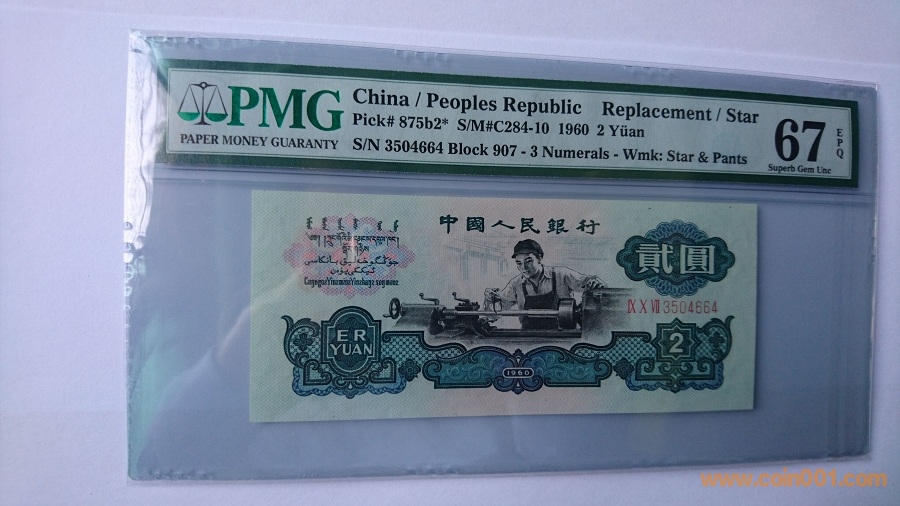 PMG
PAPER MONEY GUARANTY
China / Peoples Republic Replacement / Star
Pick# 875b2* S/M#C284-10 1960 2 Yüan
S/N 3504664 Block 907 - 3 Numerals - Wmk: Star & Pants
67 EPQ
Superb Gem Unc
中國人民銀行
貳圓
IX X VII 3504664
ER
YUAN
1960
2
www.coin001.com